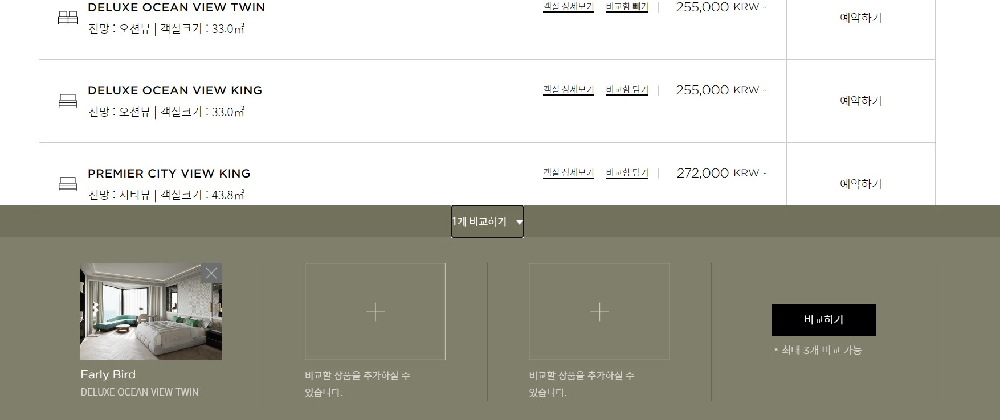 DELUXE OCEAN VIEW TWIN
객실 상세보기 비교함 빼기 255,000 KRW ~
예약하기
전망 : 오션뷰 | 객실크기 : 33.0㎡
DELUXE OCEAN VIEW KING
객실 상세보기 비교함 담기 255,000 KRW ~
예약하기
전망 : 오션뷰 | 객실크기 : 33.0㎡
PREMIER CITY VIEW KING
객실 상세보기 비교함 담기 272,000 KRW ~
예약하기
전망 : 시티뷰 | 객실크기 : 43.8㎡
1개 비교하기
Early Bird
DELUXE OCEAN VIEW TWIN
비교할 상품을 추가하실 수
있습니다.
비교할 상품을 추가하실 수
있습니다.
비교하기
* 최대 3개 비교 가능